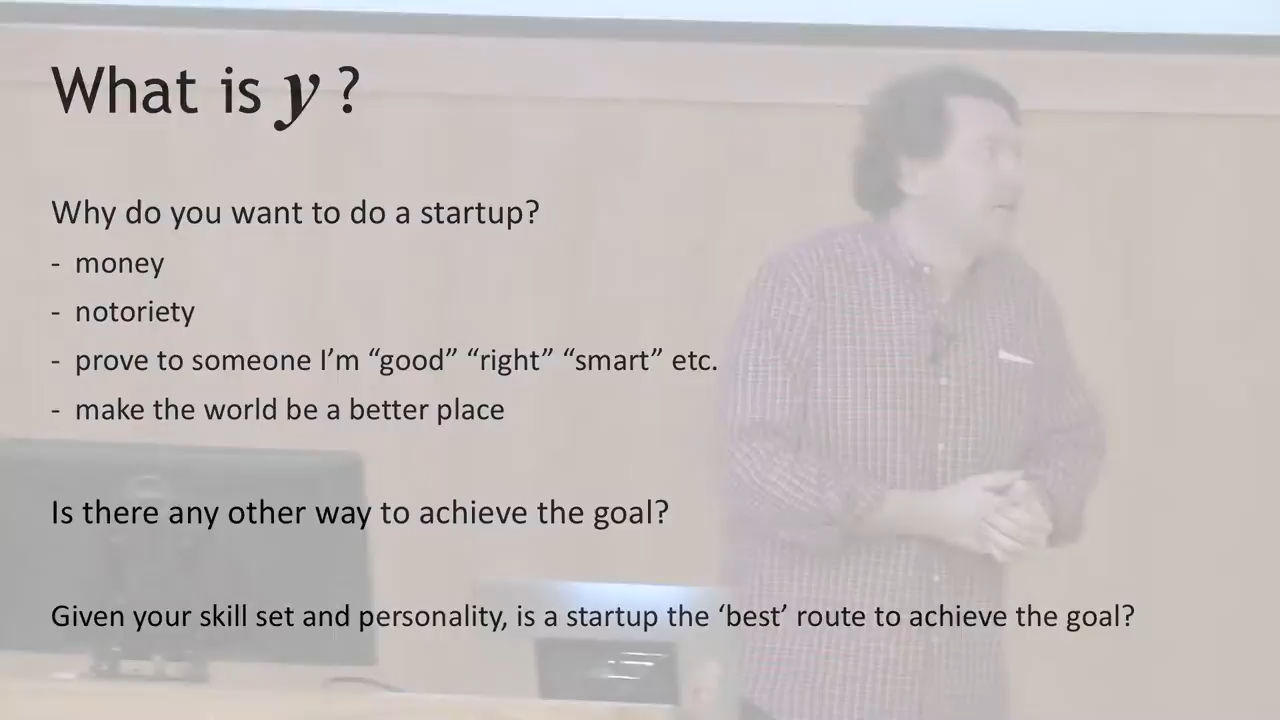 What is y ?
Why do you want to do a startup?
- money
- notoriety
- prove to someone I’m “good” “right” “smart” etc.
- make the world be a better place
Is there any other way to achieve the goal?
Given your skill set and personality, is a startup the ‘best’ route to achieve the goal?